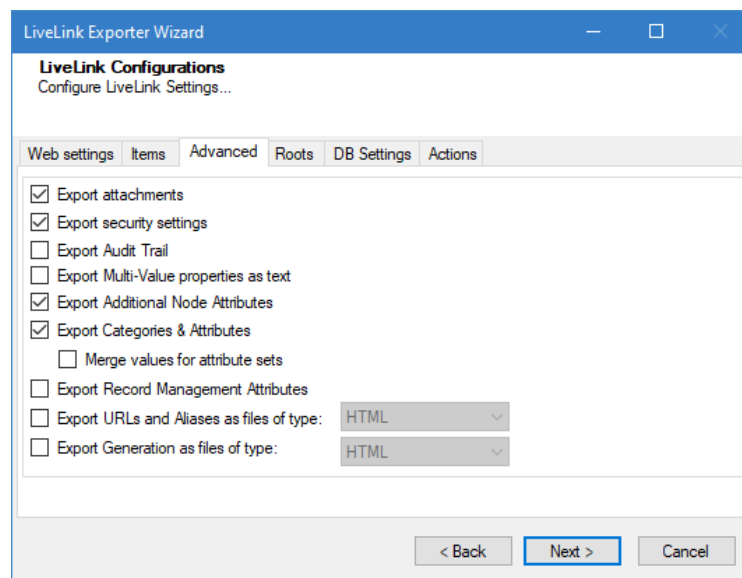 LiveLink Exporter Wizard
LiveLink Configurations
Configure LiveLink Settings...
Web settings Items Advanced Roots DB Settings Actions
Export attachments
Export security settings
Export Audit Trail
Export Multi-Value properties as text
Export Additional Node Attributes
Export Categories & Attributes
Merge values for attribute sets
Export Record Management Attributes
Export URLs and Aliases as files of type: HTML
Export Generation as files of type: HTML
< Back Next > Cancel